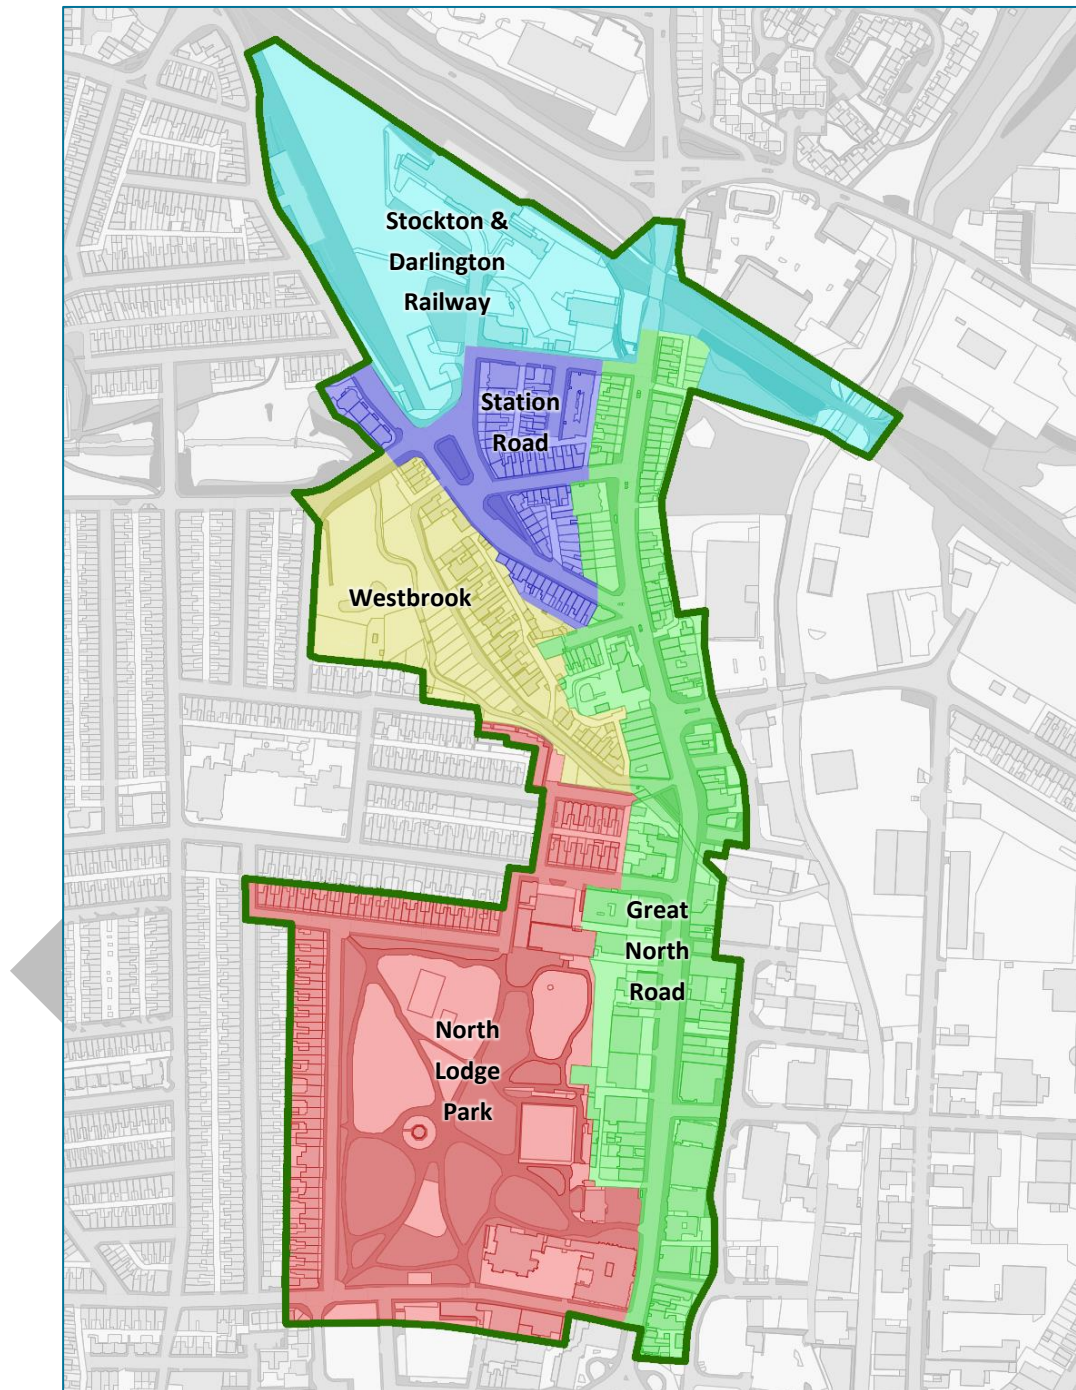 Stockton &
Darlington
Railway
Station
Road
Westbrook
Great
North
Road
North
Lodge
Park